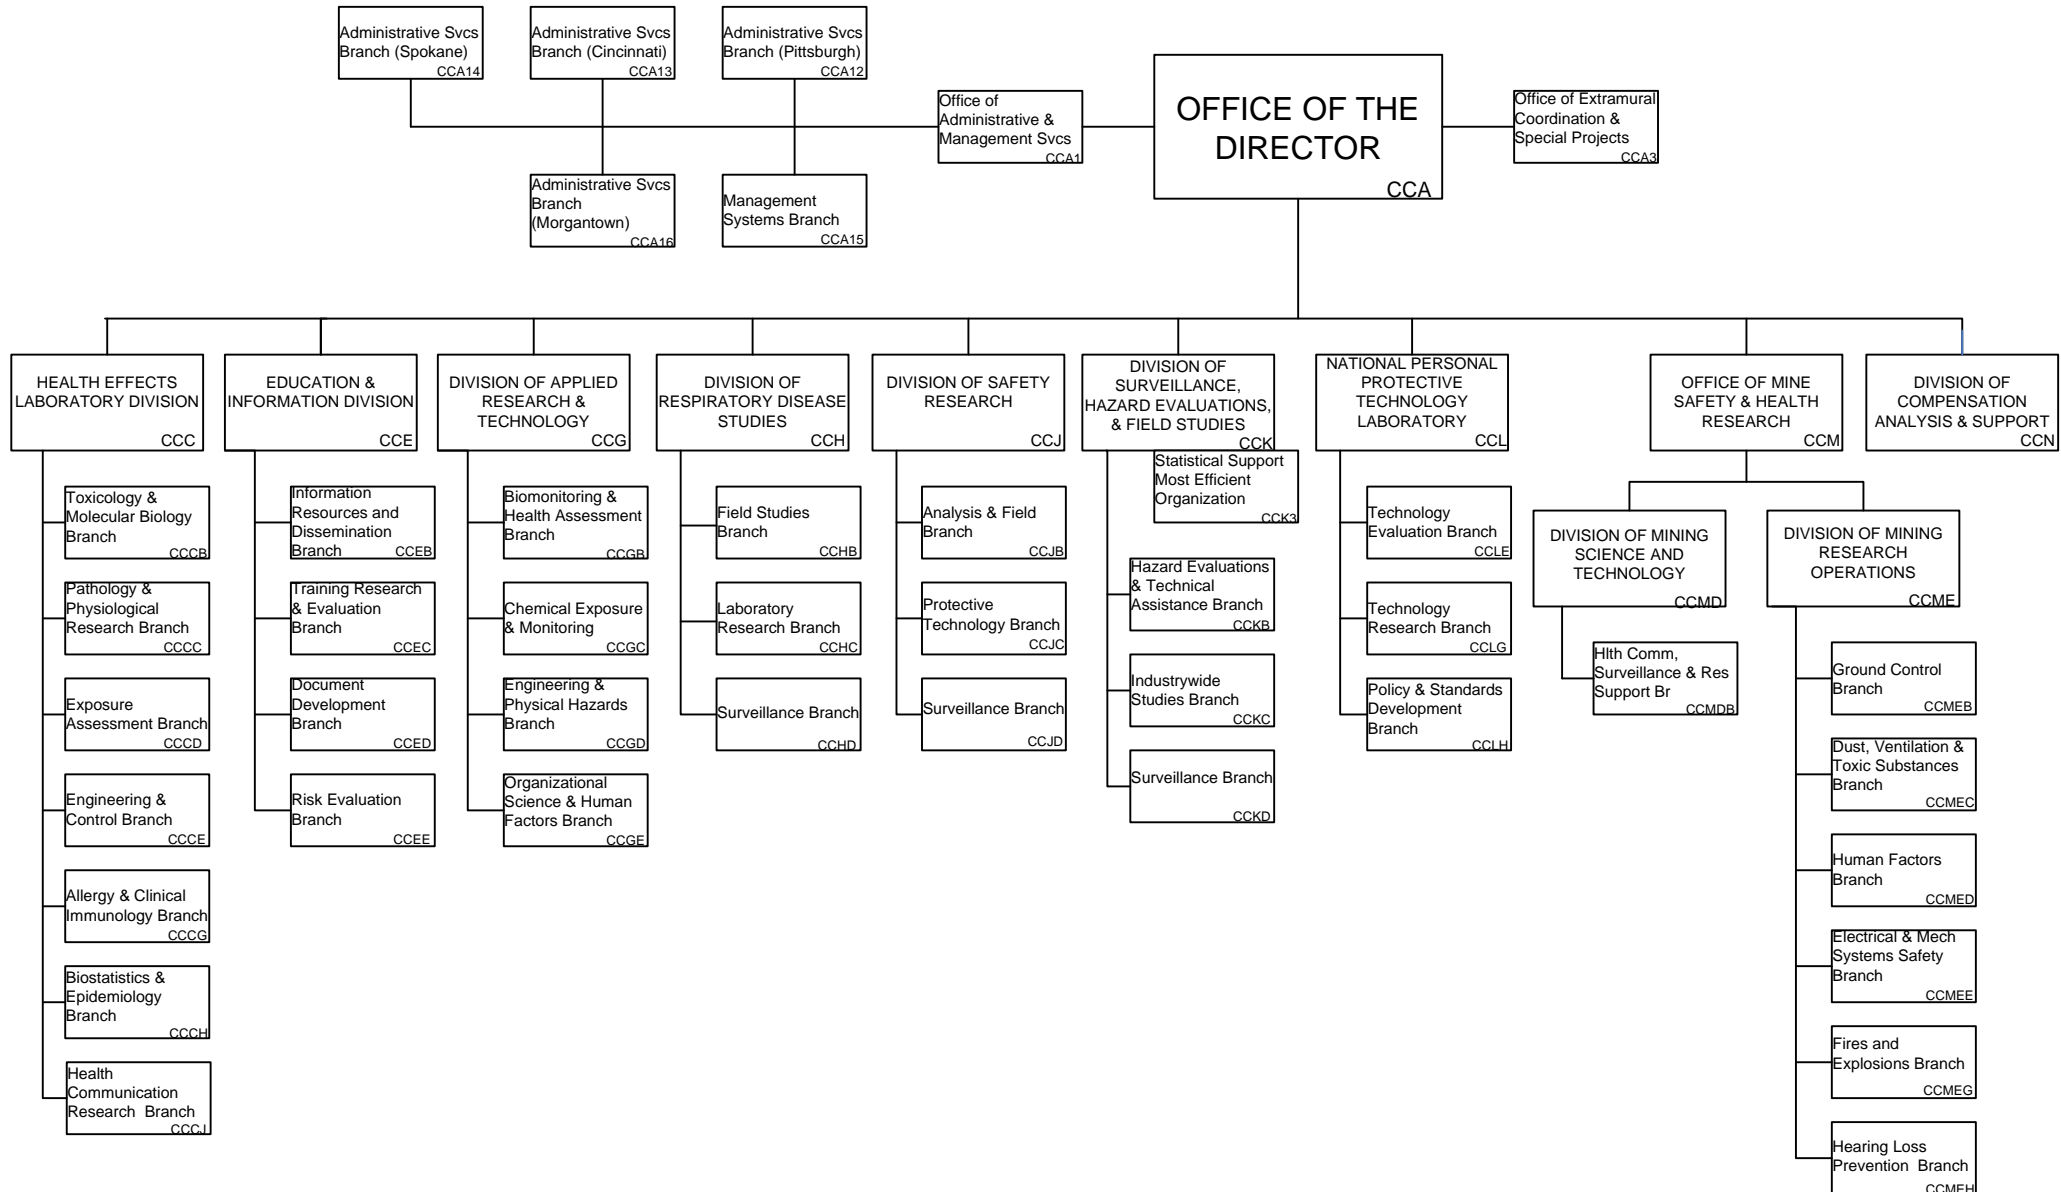 Administrative Svcs
Branch (Spokane)
CCA14
Administrative Svcs
Branch (Cincinnati)
CCA13
Administrative Svcs
Branch (Pittsburgh)
CCA12
Office of
Administrative &
Management Svcs
CCA1
OFFICE OF THE
DIRECTOR
CCA
Office of Extramural
Coordination &
Special Projects
CCA3
Administrative Svcs
Branch
(Morgantown)
CCA16
Management
Systems Branch
CCA15
HEALTH EFFECTS
LABORATORY DIVISION
CCC
EDUCATION &
INFORMATION DIVISION
CCE
DIVISION OF APPLIED
RESEARCH &
TECHNOLOGY
CCG
DIVISION OF
RESPIRATORY DISEASE
STUDIES
CCH
DIVISION OF SAFETY
RESEARCH
CCJ
DIVISION OF
SURVEILLANCE,
HAZARD EVALUATIONS,
& FIELD STUDIES
CCK
NATIONAL PERSONAL
PROTECTIVE
TECHNOLOGY
LABORATORY
CCL
OFFICE OF MINE
SAFETY & HEALTH
RESEARCH
CCM
DIVISION OF
COMPENSATION
ANALYSIS & SUPPORT
CCN
Toxicology &
Molecular Biology
Branch
CCCB
Pathology &
Physiological
Research Branch
CCCC
Exposure
Assessment Branch
CCCD
Engineering &
Control Branch
CCCE
Allergy & Clinical
Immunology Branch
CCCG
Biostatistics &
Epidemiology
Branch
CCCH
Health
Communication
Research Branch
CCCJ
Information
Resources and
Dissemination
Branch
CCEB
Training Research
& Evaluation
Branch
CCEC
Document
Development
Branch
CCED
Risk Evaluation
Branch
CCEE
Biomonitoring &
Health Assessment
Branch
CCGB
Chemical Exposure
& Monitoring
CCGC
Engineering &
Physical Hazards
Branch
CCGD
Organizational
Science & Human
Factors Branch
CCGE
Field Studies
Branch
CCHB
Laboratory
Research Branch
CCHC
Surveillance Branch
CCHD
Analysis & Field
Branch
CCJB
Protective
Technology Branch
CCJC
Surveillance Branch
CCJD
Statistical Support
Most Efficient
Organization
CCK3
Hazard Evaluations
& Technical
Assistance Branch
CCKB
Industrywide
Studies Branch
CCKC
Surveillance Branch
CCKD
Technology
Evaluation Branch
CCLE
Technology
Research Branch
CCLG
Policy & Standards
Development
Branch
CCLH
DIVISION OF MINING
SCIENCE AND
TECHNOLOGY
CCMD
Hlth Comm,
Surveillance & Res
Support Br
CCMDB
DIVISION OF MINING
RESEARCH
OPERATIONS
CCME
Ground Control
Branch
CCMEB
Dust, Ventilation &
Toxic Substances
Branch
CCMEC
Human Factors
Branch
CCMED
Electrical & Mech
Systems Safety
Branch
CCMEE
Fires and
Explosions Branch
CCMEG
Hearing Loss
Prevention Branch
CCMEH